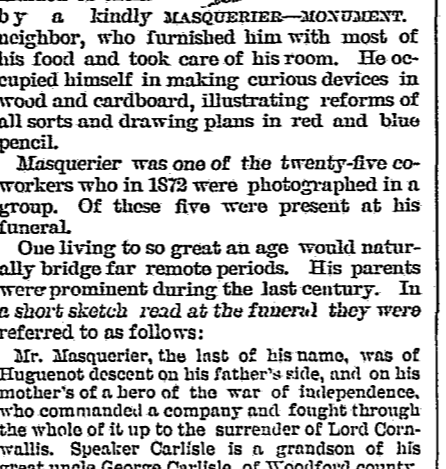 by a kindly MASQUERIER—MONUMENT.
neighbor, who furnished him with most of
his food and took care of his room. He oc-
cupied himself in making curious devices in
wood and cardboard, illustrating reforms of
all sorts and drawing plans in red and blue
pencil.
Masquerier was one of the twenty-five co-
workers who in 1872 were photographed in a
group. Of these five were present at his
funeral.
One living to so great an age would natur-
ally bridge far remote periods. His parents
were prominent during the last century. In
a short sketch read at the funeral they were
referred to as follows:
Mr. Masquerier, the last of his name, was of
Huguenot descent on his father's side, and on his
mother's of a hero of the war of independence,
who commanded a company and fought through
the whole of it up to the surrender of Lord Corn-
wallis. Speaker Carlisle is a grandson of his
great uncle George Carlisle, of Woodford county,